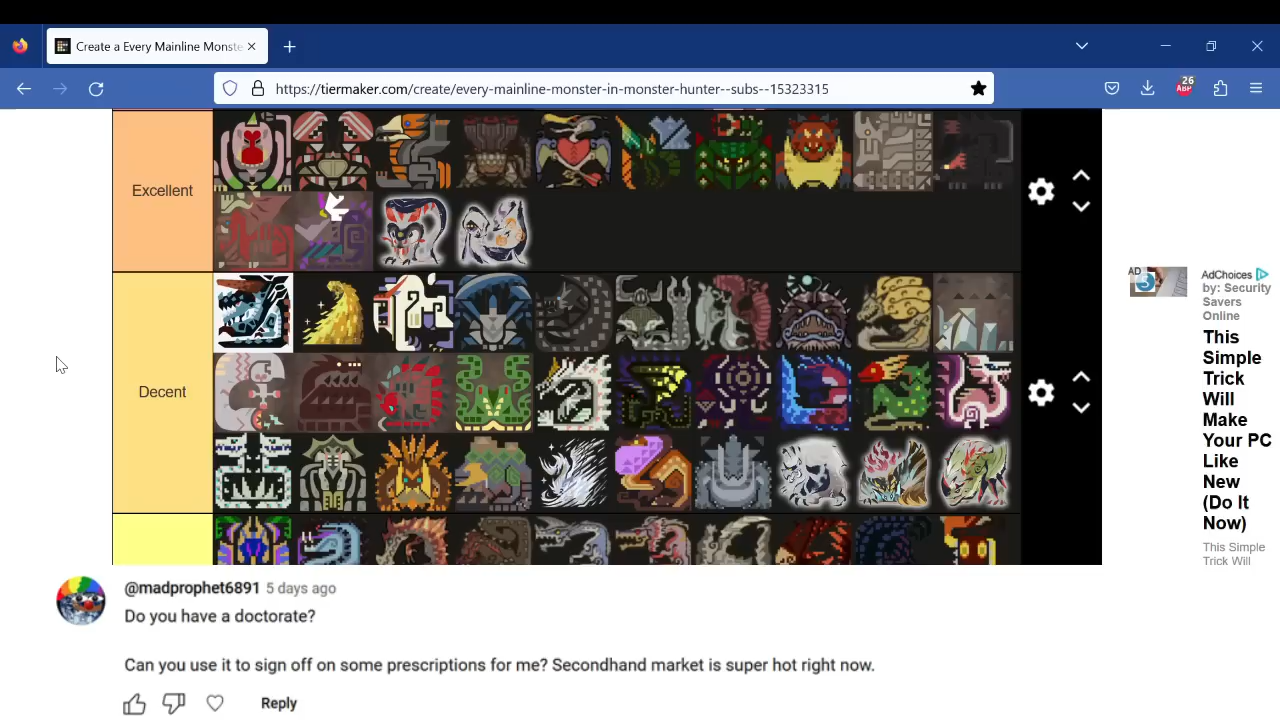 Create a Every Mainline Monste
https://tiermaker.com/create/every-mainline-monster-in-monster-hunter--subs--15323315
26
ABP
Excellent
Decent
AD
AdChoices
by: Security
Savers
Online
This
Simple
Trick
Will
Make
Your PC
Like
New
(Do It
Now)
This Simple
Trick Will
@madprophet6891 5 days ago
Do you have a doctorate?
Can you use it to sign off on some prescriptions for me? Secondhand market is super hot right now.
Reply